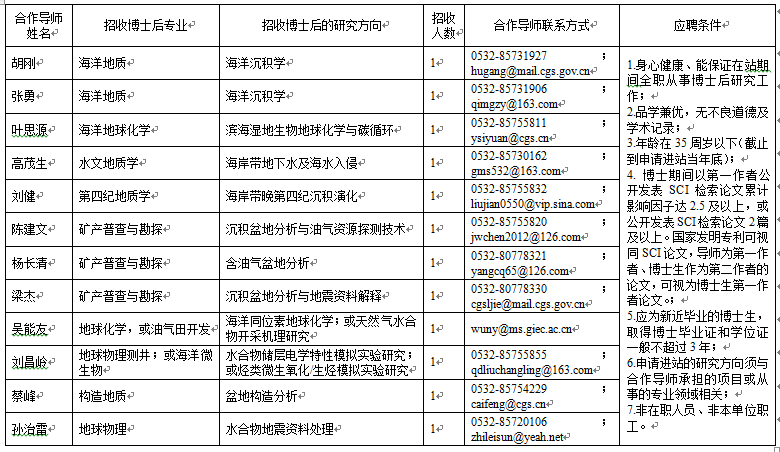 合作导师
姓名
招收博士后专业
招收博士后的研究方向
招收
人数
合作导师联系方式
应聘条件
胡刚
海洋地质
海洋沉积学
1
0532-85731927 ；
hugang@mail.cgs.gov.cn
张勇
海洋地质
海洋沉积学
1
0532-85731906 ；
qimgzy@163.com
叶思源
海洋地球化学
滨海湿地生物地球化学与碳循环
1
0532-85755811 ；
ysiyuan@cgs.cn
高茂生
水文地质学
海岸带地下水及海水入侵
1
0532-85730162 ；
gms532@163.com
刘健
第四纪地质学
海岸带晚第四纪沉积演化
1
0532-85755832 ；
liujian0550@vip.sina.com
陈建文
矿产普查与勘探
沉积盆地分析与油气资源探测技术
1
0532-85755820 ；
jwchen2012@126.com
杨长清
矿产普查与勘探
含油气盆地分析
1
0532-80778321 ；
yangcq65@126.com
梁杰
矿产普查与勘探
沉积盆地分析与地震资料解释
1
0532-80778330 ；
cgsljie@mail.cgs.gov.cn
吴能友
地球化学，或油气田开发
海洋同位素地球化学；或天然气水合
物开采机理研究
1
wuny@ms.giec.ac.cn
刘昌岭
地球物理测井；或海洋微
生物
水合物储层电学特性模拟实验研究；
或烃类微生氧化/生烃模拟实验研究
1
0532-85755855 ；
qdliuchangling@163.com
蔡峰
构造地质
盆地构造分析
1
0532-85754229 ；
caifeng@cgs.cn
孙治雷
地球物理
水合物地震资料处理
1
0532-85720106 ；
zhileisun@yeah.net
1.身心健康、能保证在站期
间全职从事博士后研究工
作；
2.品学兼优，无不良道德及
学术记录；
3.年龄在 35 周岁以下（截止
到申请进站当年底）；
4. 博士期间以第一作者公
开发表 SCI 检索论文累计
影响因子达 2.5 及以上，或
公开发表 SCI 检索论文 2 篇
及以上。国家发明专利可视
同 SCI 论文，导师为第一作
者、博士生作为第二作者的
论文，可视为博士生第一作
者论文。；
5.应为新近毕业的博士生，
取得博士毕业证和学位证
一般不超过 3 年；
6.申请进站的研究方向须与
合作导师承担的项目或从
事的专业领域相关；
7.非在职人员、非本单位职
工。